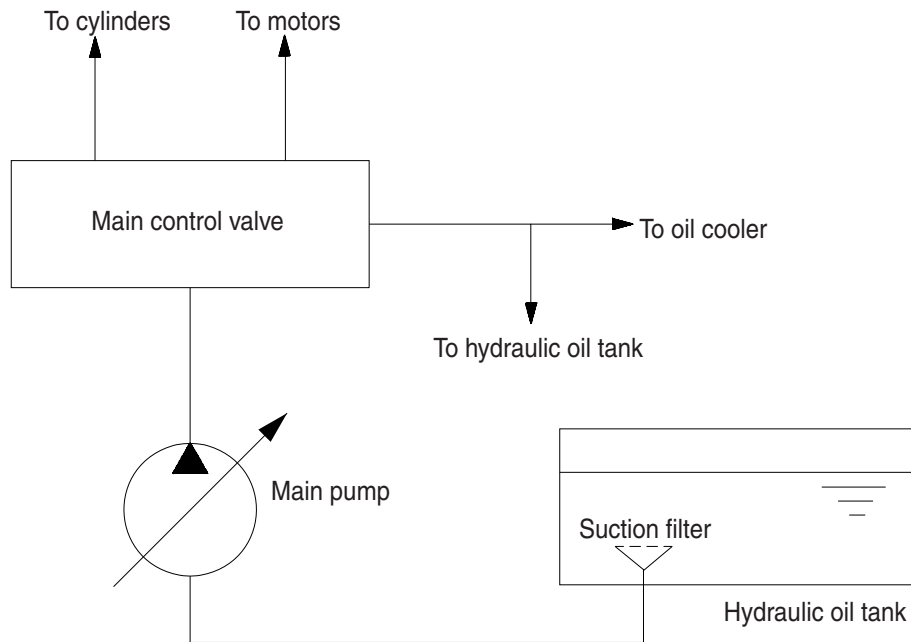 To cylinders
To motors
Main control valve
To oil cooler
To hydraulic oil tank
Main pump
Suction filter
Hydraulic oil tank